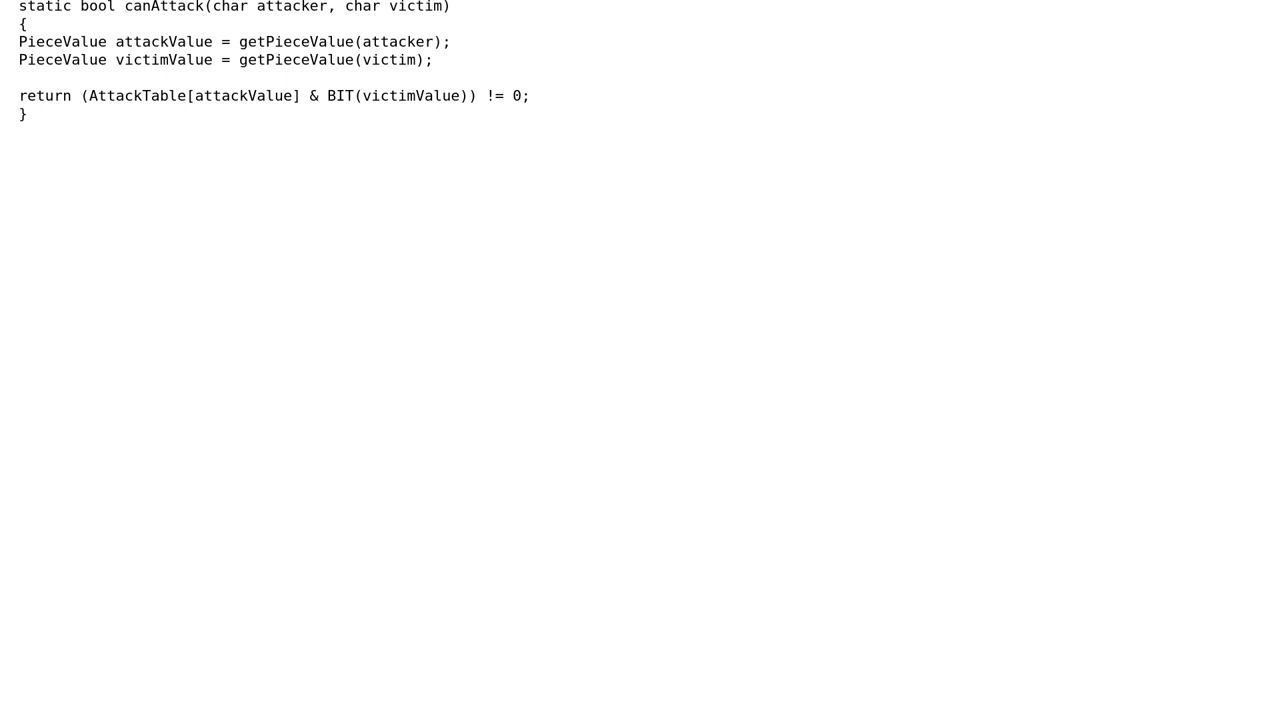 static bool canAttack(char attacker, char victim)
{
PieceValue attackValue = getPieceValue(attacker);
PieceValue victimValue = getPieceValue(victim);

return (AttackTable[attackValue] & BIT(victimValue)) != 0;
}